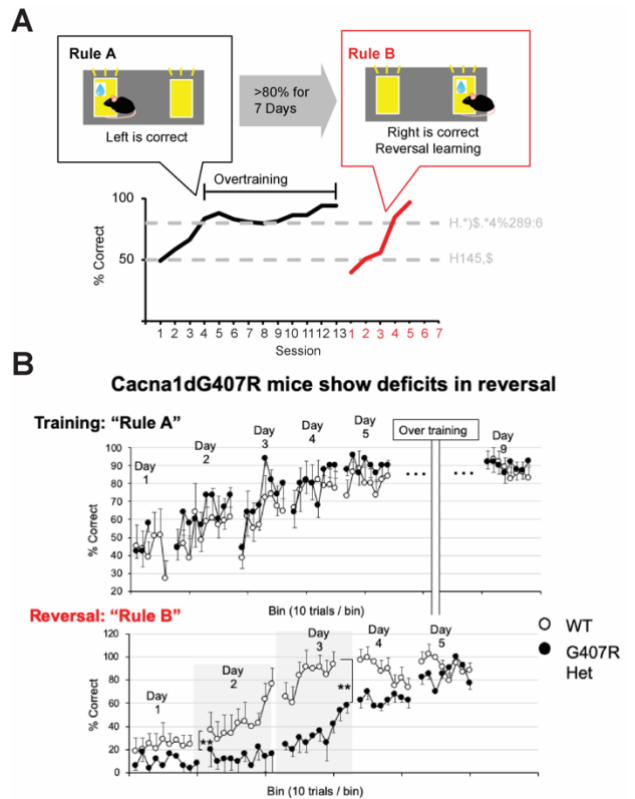 A
Rule A
Left is correct
>80% for
7 Days
Rule B
Right is correct
Reversal learning
Overtraining
100
50
% Correct
H.*)$.*4%289:6
H145,$
1 2 3 4 5 6 7 8 9 10 11 12 13
1 2 3 4 5 6 7
Session
B
Cacna1dG407R mice show deficits in reversal
Training: “Rule A”
Day
1
Day
2
Day
3
Day
4
Day
5
Over training
Day
9
... ...
100
90
80
70
60
50
40
30
20
% Correct
Bin (10 trials / bin)
Reversal: “Rule B”
Day
1
Day
2
Day
3
Day
4
Day
5
**
**
120
100
80
60
40
20
0
% Correct
Bin (10 trials / bin)
WT
G407R
Het